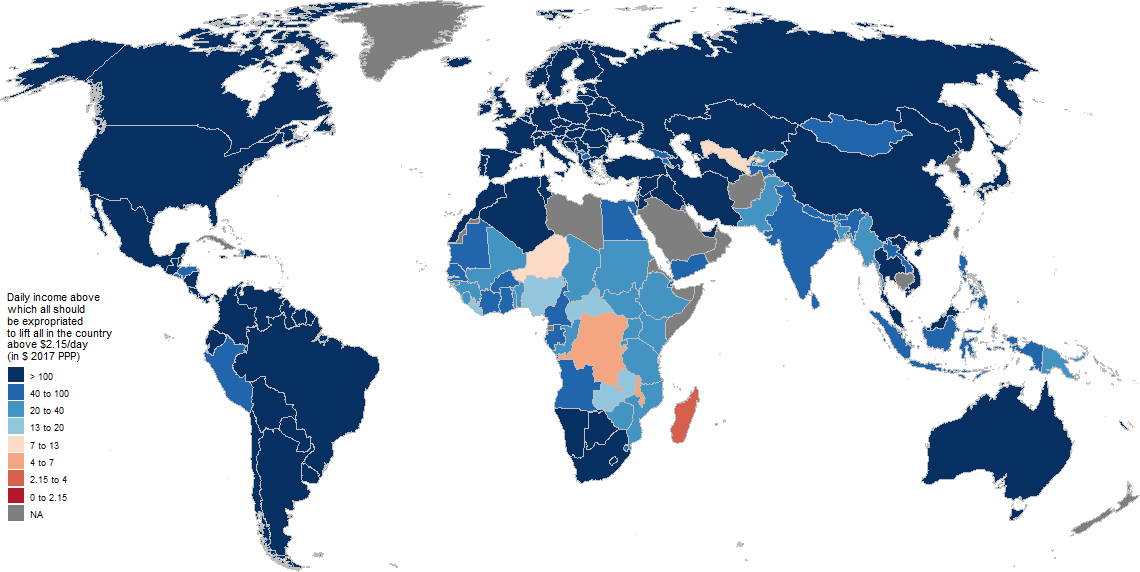 Daily income above
which all should
be expropriated
to lift all in the country
above $2.15/day
(in $ 2017 PPP)
> 100
40 to 100
20 to 40
13 to 20
7 to 13
4 to 7
2.15 to 4
0 to 2.15
NA